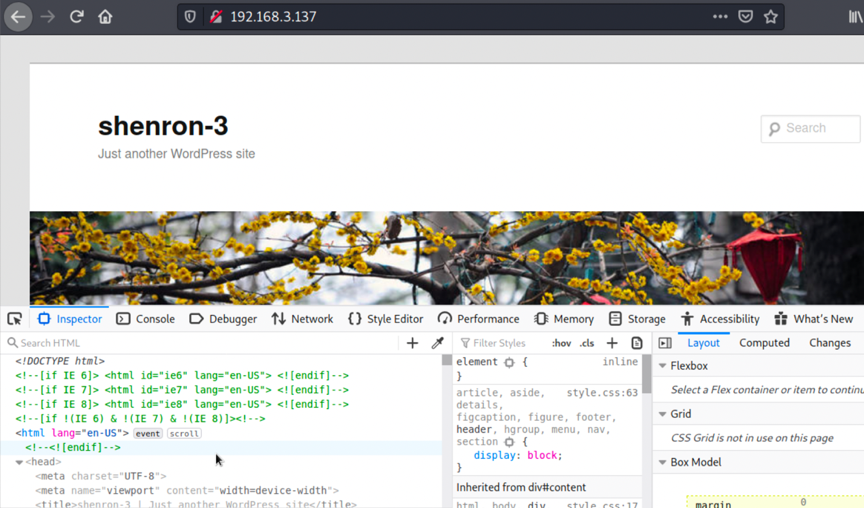 192.168.3.137
shenron-3
Just another WordPress site
Search
Inspector Console Debugger Network Style Editor Performance Memory Storage Accessibility What's New
Search HTML
<!DOCTYPE html>
<!--[if IE 6]> <html id="ie6" lang="en-US"> <![endif]-->
<!--[if IE 7]> <html id="ie7" lang="en-US"> <![endif]-->
<!--[if IE 8]> <html id="ie8" lang="en-US"> <![endif]-->
<!--[if !(IE 6) & !(IE 7) & !(IE 8)]><!-->
<html lang="en-US"> event scroll
<!--<![endif]-->
<head>
<meta charset="UTF-8">
<meta name="viewport" content="width=device-width">
<title>shenron-3 | Just another WordPress site</title>
Filter Styles :hov .cls
element { inline
}
article, aside, style.css:63
details,
figcaption, figure, footer,
header, hgroup, menu, nav,
section {
display: block;
}
Inherited from div#content
html, body, div, style.css:17
Layout Computed Changes
Flexbox
Select a Flex container or item to continu
Grid
CSS Grid is not in use on this page
Box Model
margin 0